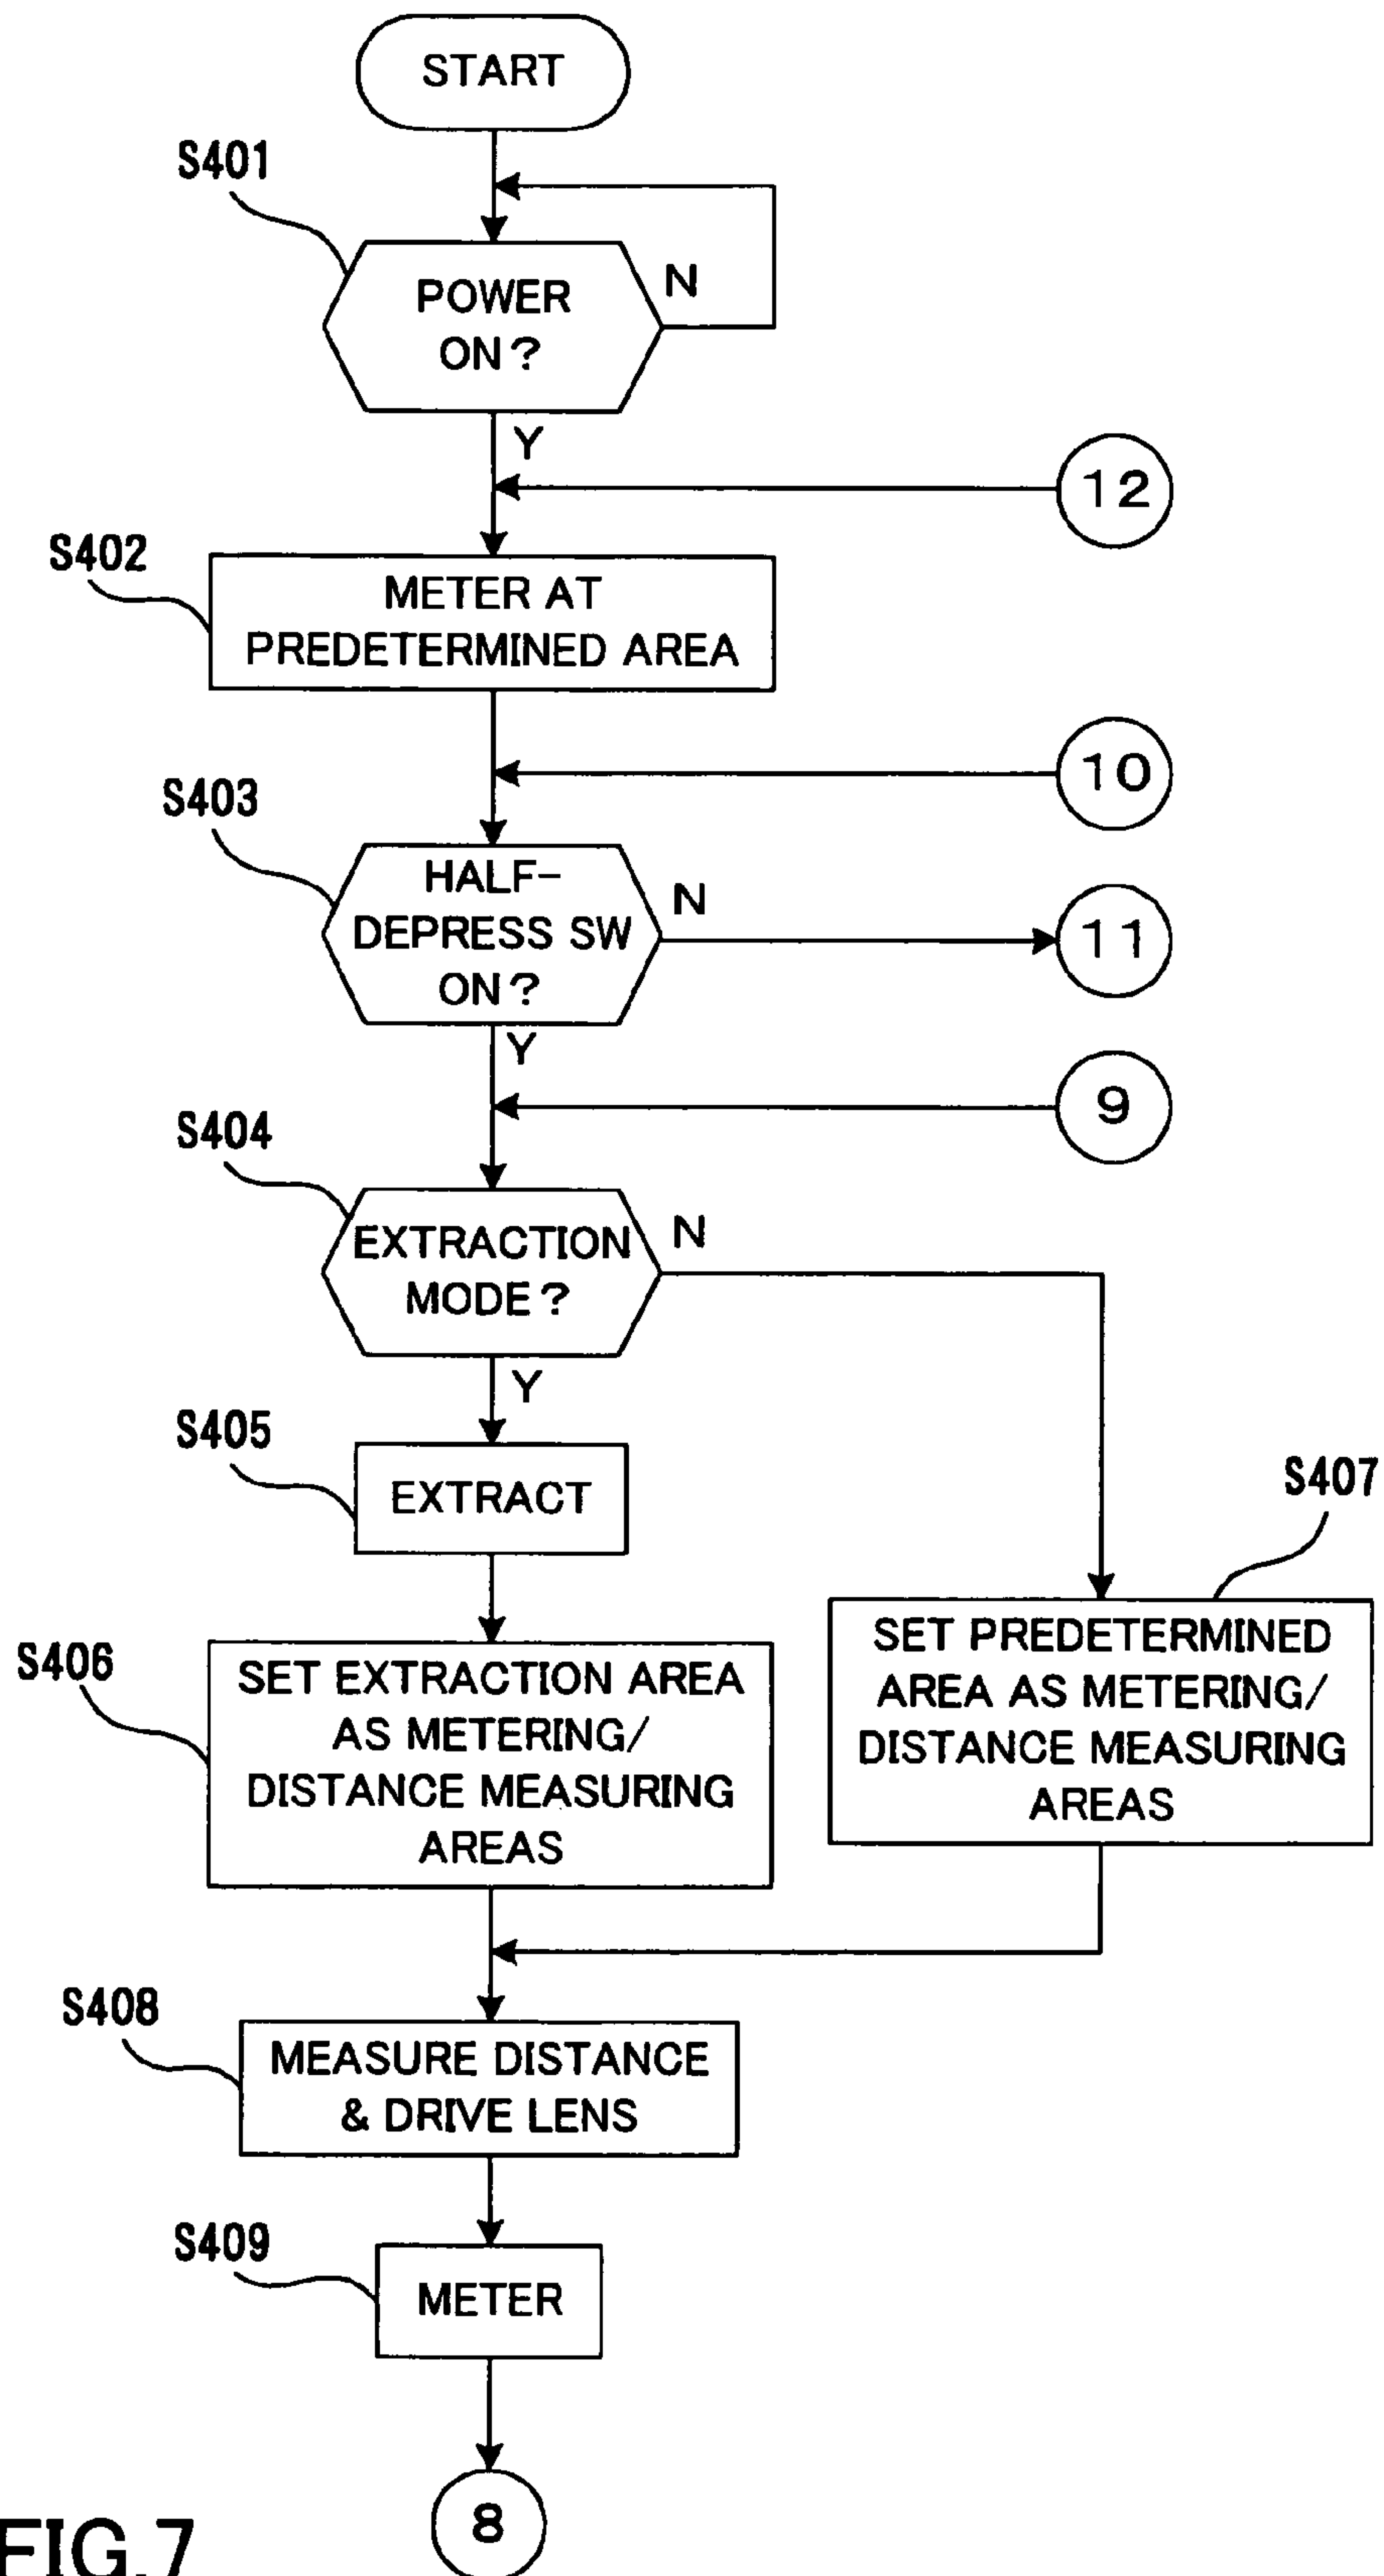 START
S401
POWER
ON?
N
Y
12
S402
METER AT
PREDETERMINED AREA
10
S403
HALF-
DEPRESS SW
ON?
N
11
Y
9
S404
EXTRACTION
MODE?
N
Y
S405
EXTRACT
S407
SET PREDETERMINED
AREA AS METERING/
DISTANCE MEASURING
AREAS
S406
SET EXTRACTION AREA
AS METERING/
DISTANCE MEASURING
AREAS
S408
MEASURE DISTANCE
& DRIVE LENS
S409
METER
8
FIG.7